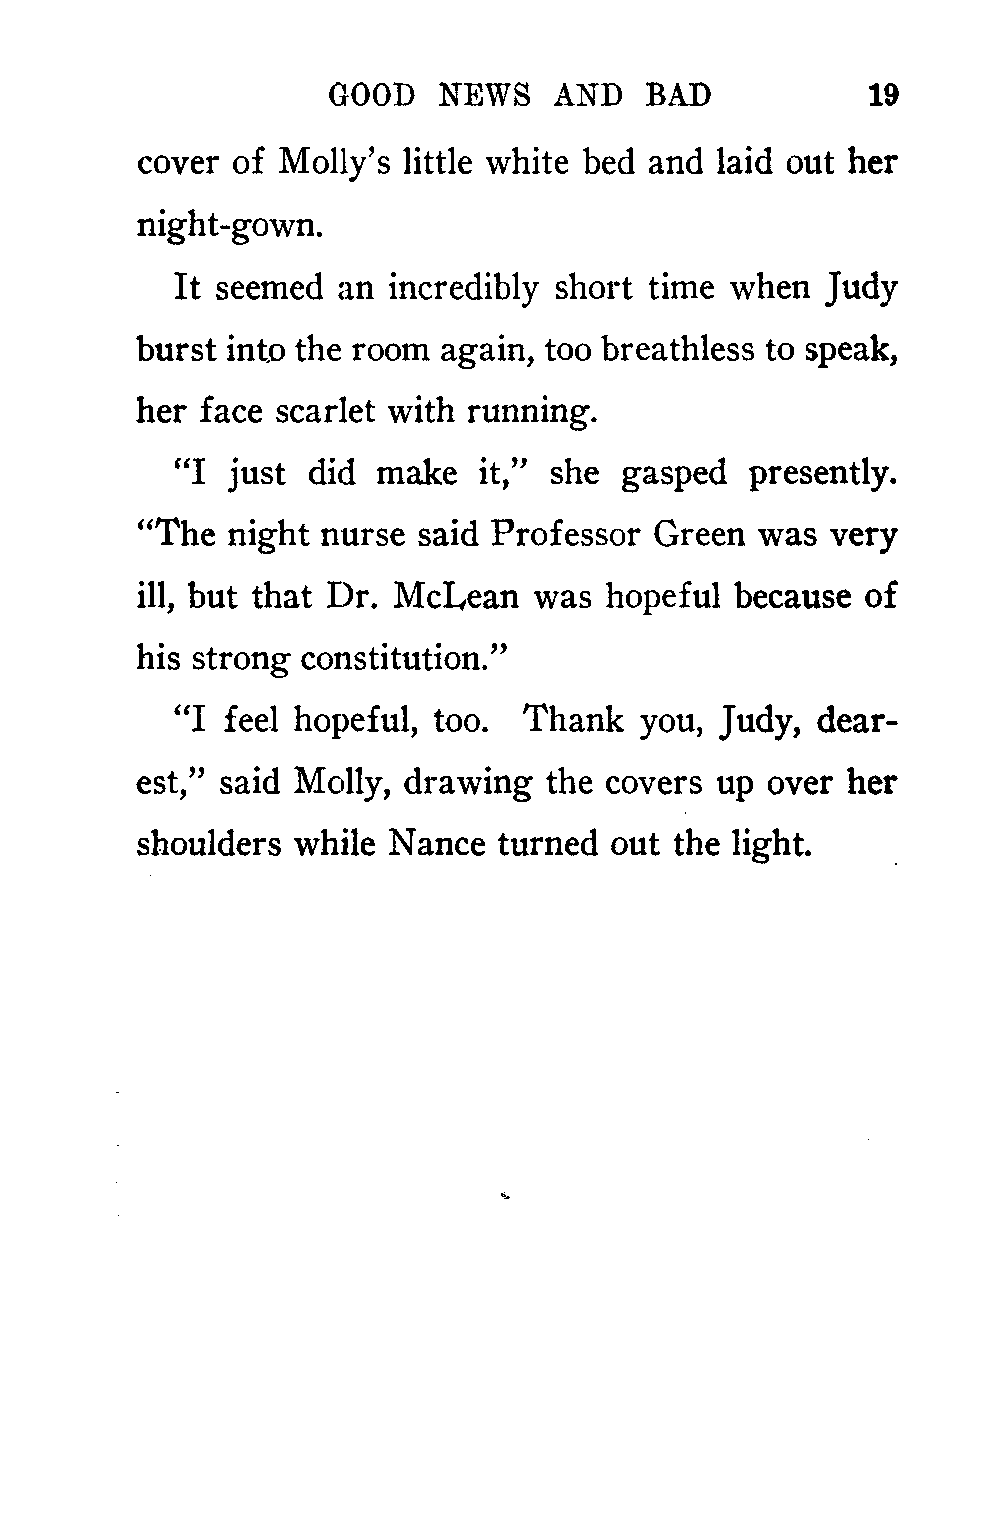 GOOD NEWS AND BAD 19
cover of Molly's little white bed and laid out her
night-gown.
It seemed an incredibly short time when Judy
burst into the room again, too breathless to speak,
her face scarlet with running.
“I just did make it,” she gasped presently.
“The night nurse said Professor Green was very
ill, but that Dr. McLean was hopeful because of
his strong constitution.”
“I feel hopeful, too. Thank you, Judy, dear-
est,” said Molly, drawing the covers up over her
shoulders while Nance turned out the light.